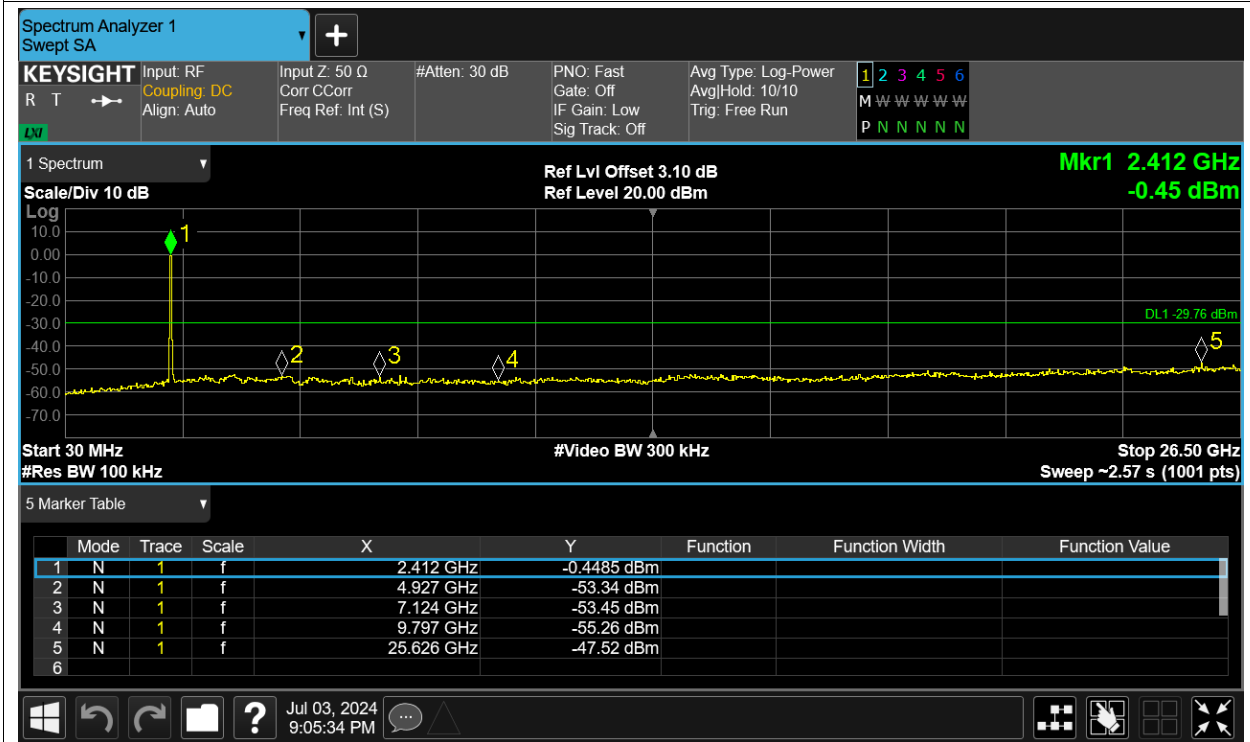 Spectrum Analyzer 1
Swept SA
KEYSIGHT
R T
LXI
Input: RF
Coupling: DC
Align: Auto
Input Z: 50 Ω
Corr CCorr
Freq Ref: Int (S)
#Atten: 30 dB
PNO: Fast
Gate: Off
IF Gain: Low
Sig Track: Off
Avg Type: Log-Power
Avg|Hold: 10/10
Trig: Free Run
1 2 3 4 5 6
M W W W W W
P N N N N N
1 Spectrum
Scale/Div 10 dB
Ref Lvl Offset 3.10 dB
Ref Level 20.00 dBm
Mkr1 2.412 GHz
-0.45 dBm
Log
10.0
0.00
-10.0
-20.0
-30.0
-40.0
-50.0
-60.0
-70.0
1
2
3
4
5
DL1 -29.76 dBm
Start 30 MHz
#Res BW 100 kHz
#Video BW 300 kHz
Stop 26.50 GHz
Sweep ~2.57 s (1001 pts)
5 Marker Table
Mode Trace Scale X Y Function Function Width Function Value
1 N 1 f 2.412 GHz -0.4485 dBm
2 N 1 f 4.927 GHz -53.34 dBm
3 N 1 f 7.124 GHz -53.45 dBm
4 N 1 f 9.797 GHz -55.26 dBm
5 N 1 f 25.626 GHz -47.52 dBm
6
?
Jul 03, 2024
9:05:34 PM